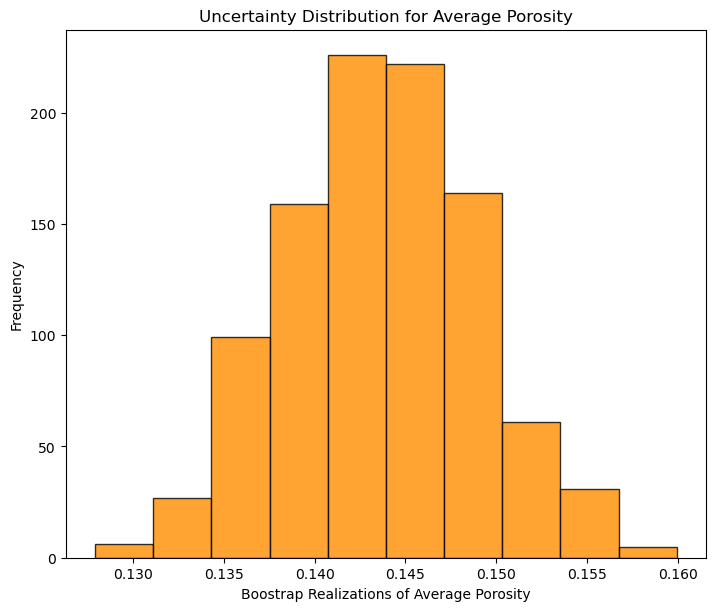 Uncertainty Distribution for Average Porosity
Frequency
200
150
100
50
0
0.130 0.135 0.140 0.145 0.150 0.155 0.160
Boostrap Realizations of Average Porosity